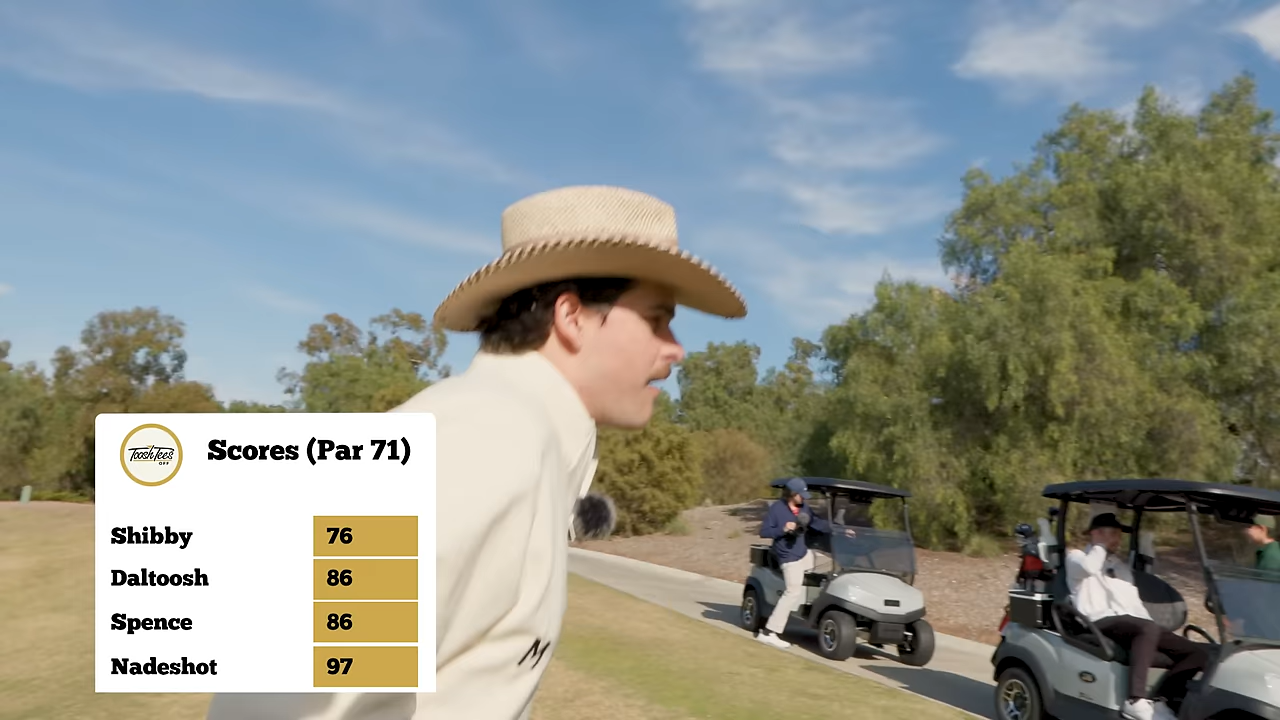 Toosh Tees
OFF
Scores (Par 71)
Shibby 76
Daltoosh 86
Spence 86
Nadeshot 97
M